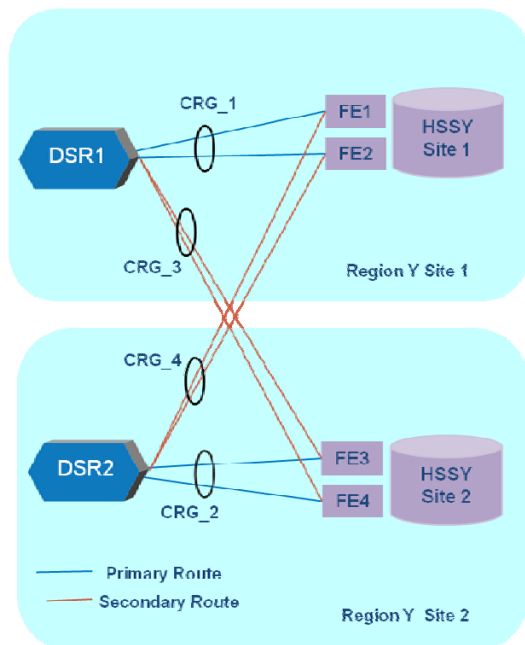 CRG_1
FE1
HSSY
Site 1
DSR1
FE2
CRG_3
Region Y Site 1
CRG_4
DSR2
FE3
HSSY
Site 2
FE4
CRG_2
Primary Route
Secondary Route
Region Y Site 2